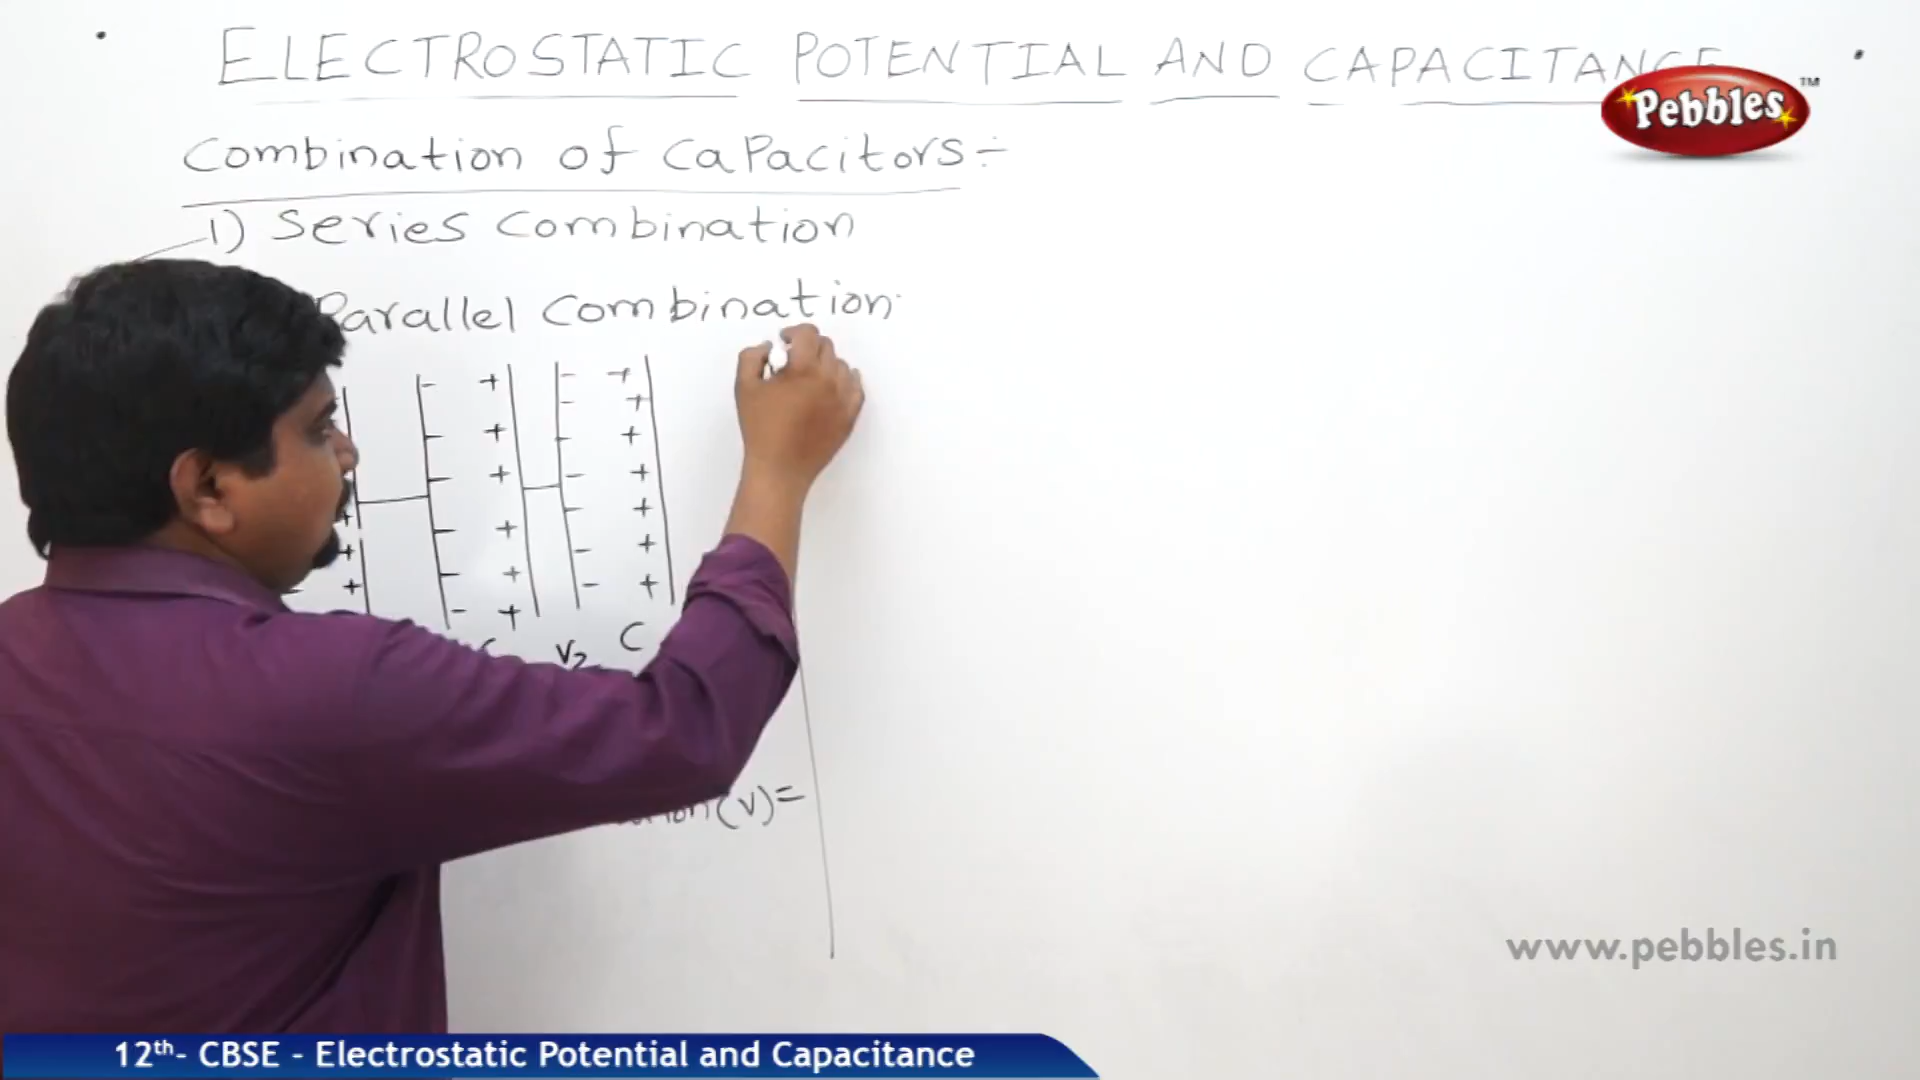 ELECTROSTATIC POTENTIAL AND CAPACITANCE
Pebbles TM
Combination of Capacitors:-
1) Series Combination
Parallel Combination.
V2 C
(V)=
www.pebbles.in
12th- CBSE - Electrostatic Potential and Capacitance